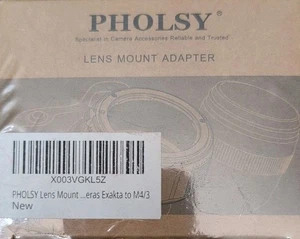 PHOLSY®
Specialist in Camera Accessories Reliable and Trusted
LENS MOUNT ADAPTER
X003VGKL5Z
PHOLSY Lens Mount ...eras Exakta to M4/3
New